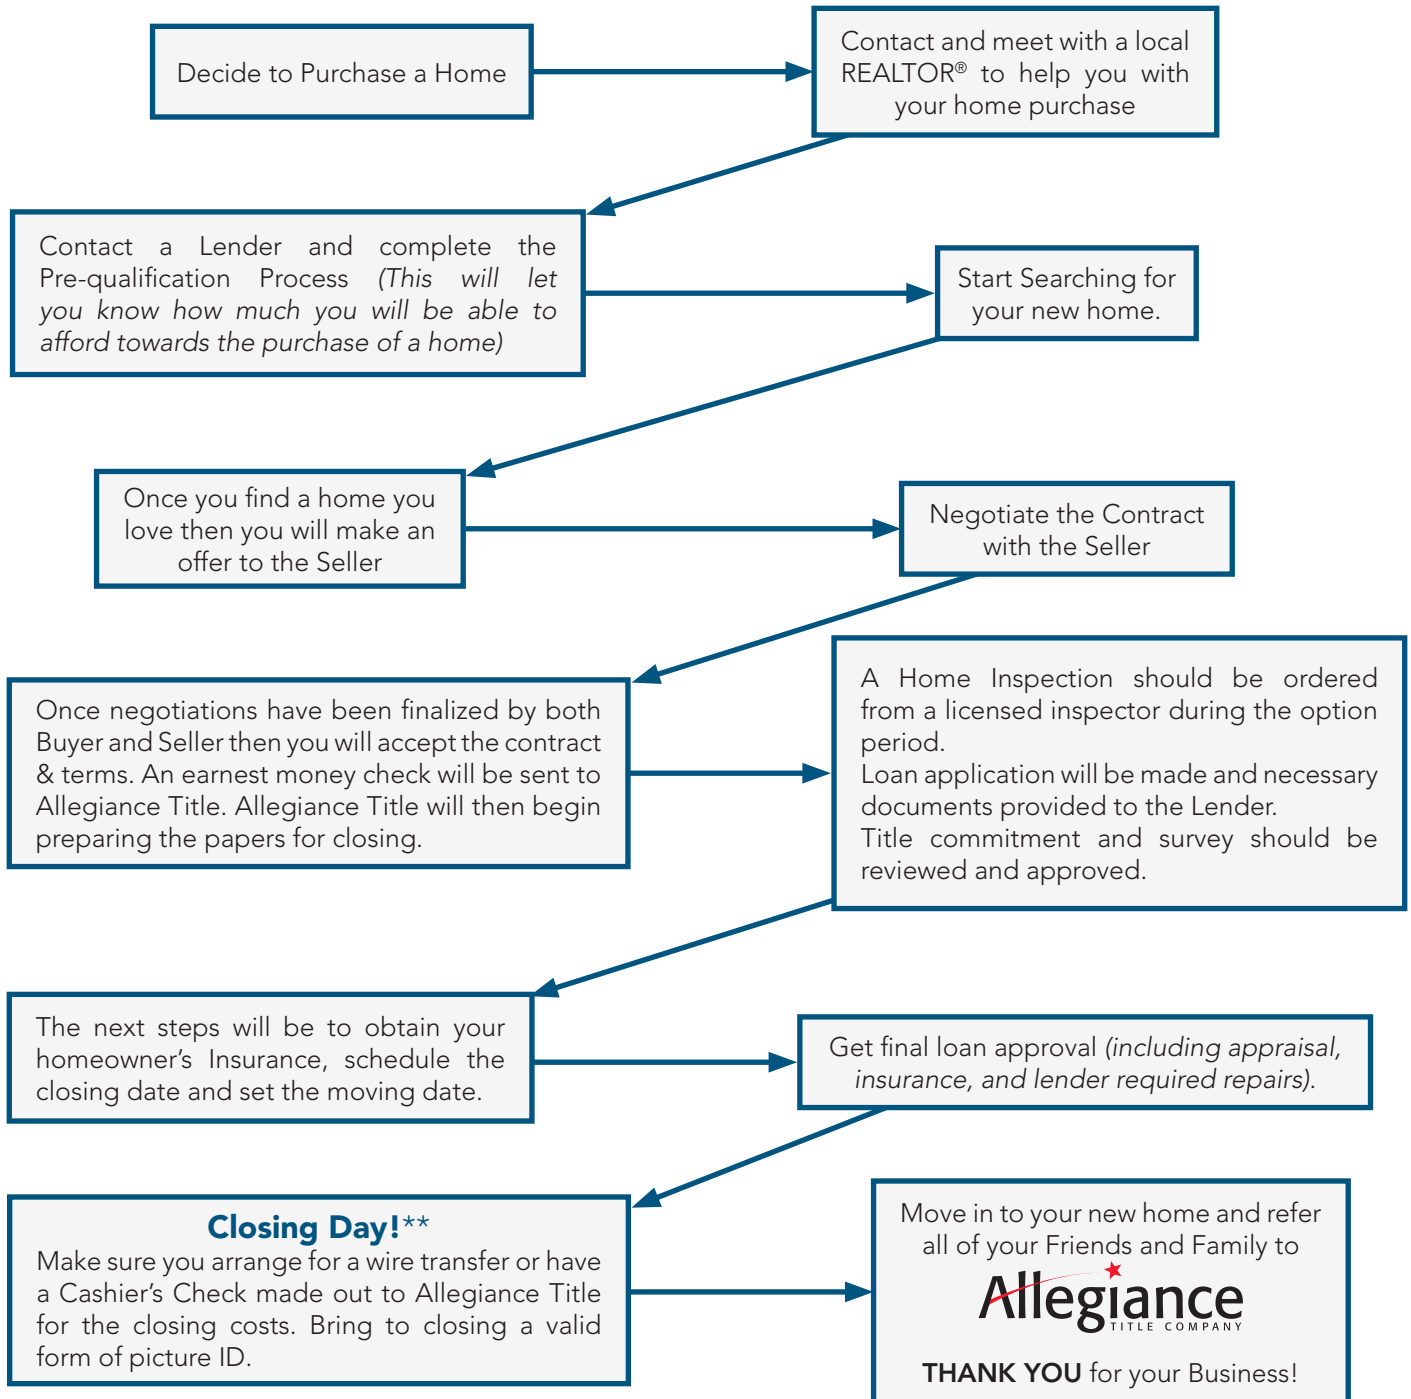 Decide to Purchase a Home
Contact and meet with a local
REALTOR® to help you with
your home purchase
Contact a Lender and complete the
Pre-qualification Process (This will let
you know how much you will be able to
afford towards the purchase of a home)
Start Searching for
your new home.
Once you find a home you
love then you will make an
offer to the Seller
Negotiate the Contract
with the Seller
Once negotiations have been finalized by both
Buyer and Seller then you will accept the contract
& terms. An earnest money check will be sent to
Allegiance Title. Allegiance Title will then begin
preparing the papers for closing.
A Home Inspection should be ordered
from a licensed inspector during the option
period.
Loan application will be made and necessary
documents provided to the Lender.
Title commitment and survey should be
reviewed and approved.
The next steps will be to obtain your
homeowner's Insurance, schedule the
closing date and set the moving date.
Get final loan approval (including appraisal,
insurance, and lender required repairs).
Closing Day!**
Make sure you arrange for a wire transfer or have
a Cashier's Check made out to Allegiance Title
for the closing costs. Bring to closing a valid
form of picture ID.
Move in to your new home and refer
all of your Friends and Family to
Allegiance
TITLE COMPANY
THANK YOU for your Business!